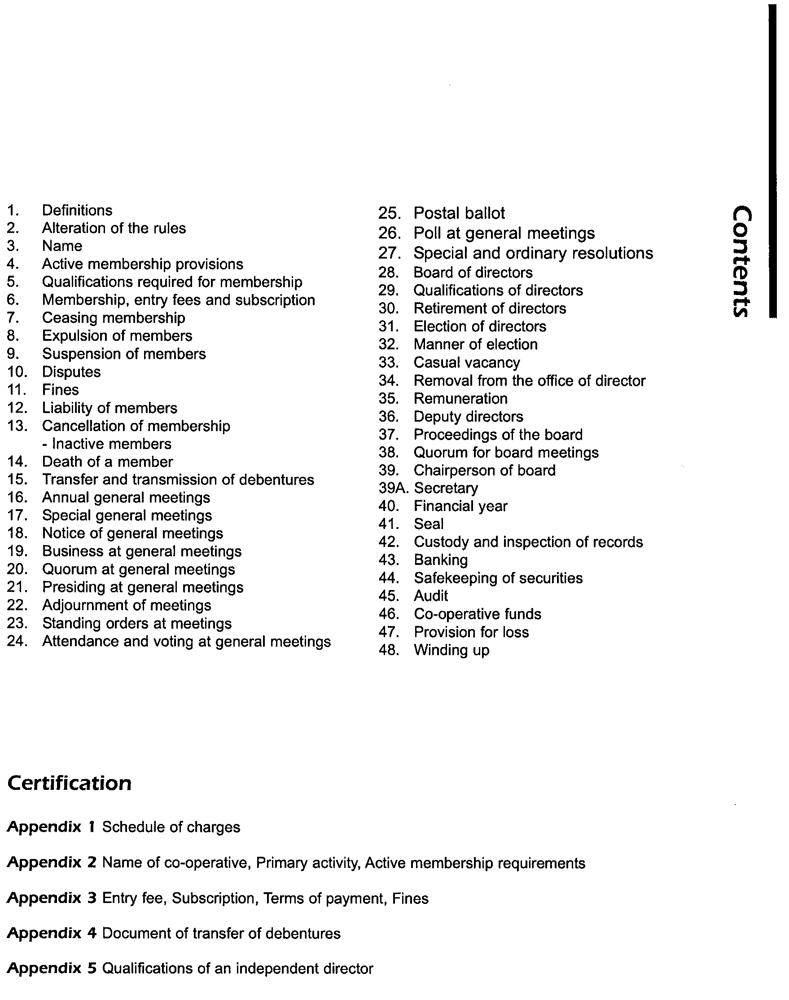 Contents
1. Definitions
2. Alteration of the rules
3. Name
4. Active membership provisions
5. Qualifications required for membership
6. Membership, entry fees and subscription
7. Ceasing membership
8. Expulsion of members
9. Suspension of members
10. Disputes
11. Fines
12. Liability of members
13. Cancellation of membership
- Inactive members
14. Death of a member
15. Transfer and transmission of debentures
16. Annual general meetings
17. Special general meetings
18. Notice of general meetings
19. Business at general meetings
20. Quorum at general meetings
21. Presiding at general meetings
22. Adjournment of meetings
23. Standing orders at meetings
24. Attendance and voting at general meetings
25. Postal ballot
26. Poll at general meetings
27. Special and ordinary resolutions
28. Board of directors
29. Qualifications of directors
30. Retirement of directors
31. Election of directors
32. Manner of election
33. Casual vacancy
34. Removal from the office of director
35. Remuneration
36. Deputy directors
37. Proceedings of the board
38. Quorum for board meetings
39. Chairperson of board
39A. Secretary
40. Financial year
41. Seal
42. Custody and inspection of records
43. Banking
44. Safekeeping of securities
45. Audit
46. Co-operative funds
47. Provision for loss
48. Winding up
Certification
Appendix 1 Schedule of charges
Appendix 2 Name of co-operative, Primary activity, Active membership requirements
Appendix 3 Entry fee, Subscription, Terms of payment, Fines
Appendix 4 Document of transfer of debentures
Appendix 5 Qualifications of an independent director